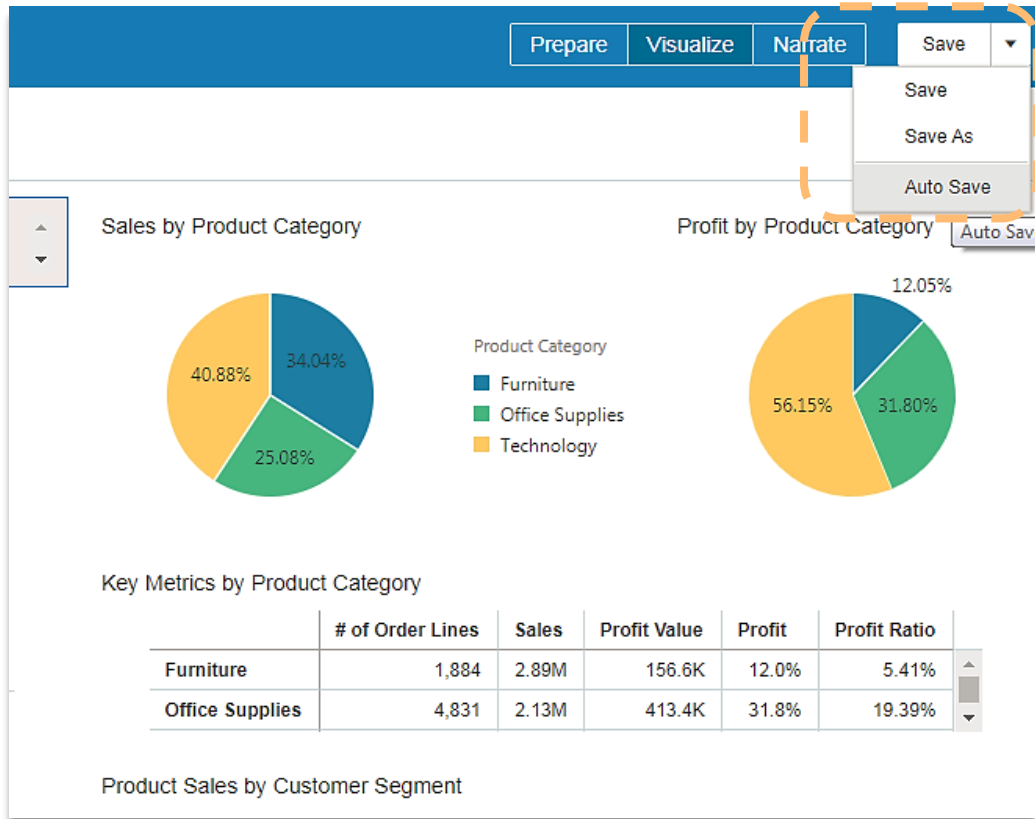 Prepare Visualize Narrate Save
Save
Save As
Auto Save
Sales by Product Category
Profit by Product Category
Auto Sav
12.05%
34.04%
40.88%
25.08%
Product Category
Furniture
Office Supplies
Technology
56.15%
31.80%
Key Metrics by Product Category
# of Order Lines Sales Profit Value Profit Profit Ratio
Furniture 1,884 2.89M 156.6K 12.0% 5.41%
Office Supplies 4,831 2.13M 413.4K 31.8% 19.39%
Product Sales by Customer Segment